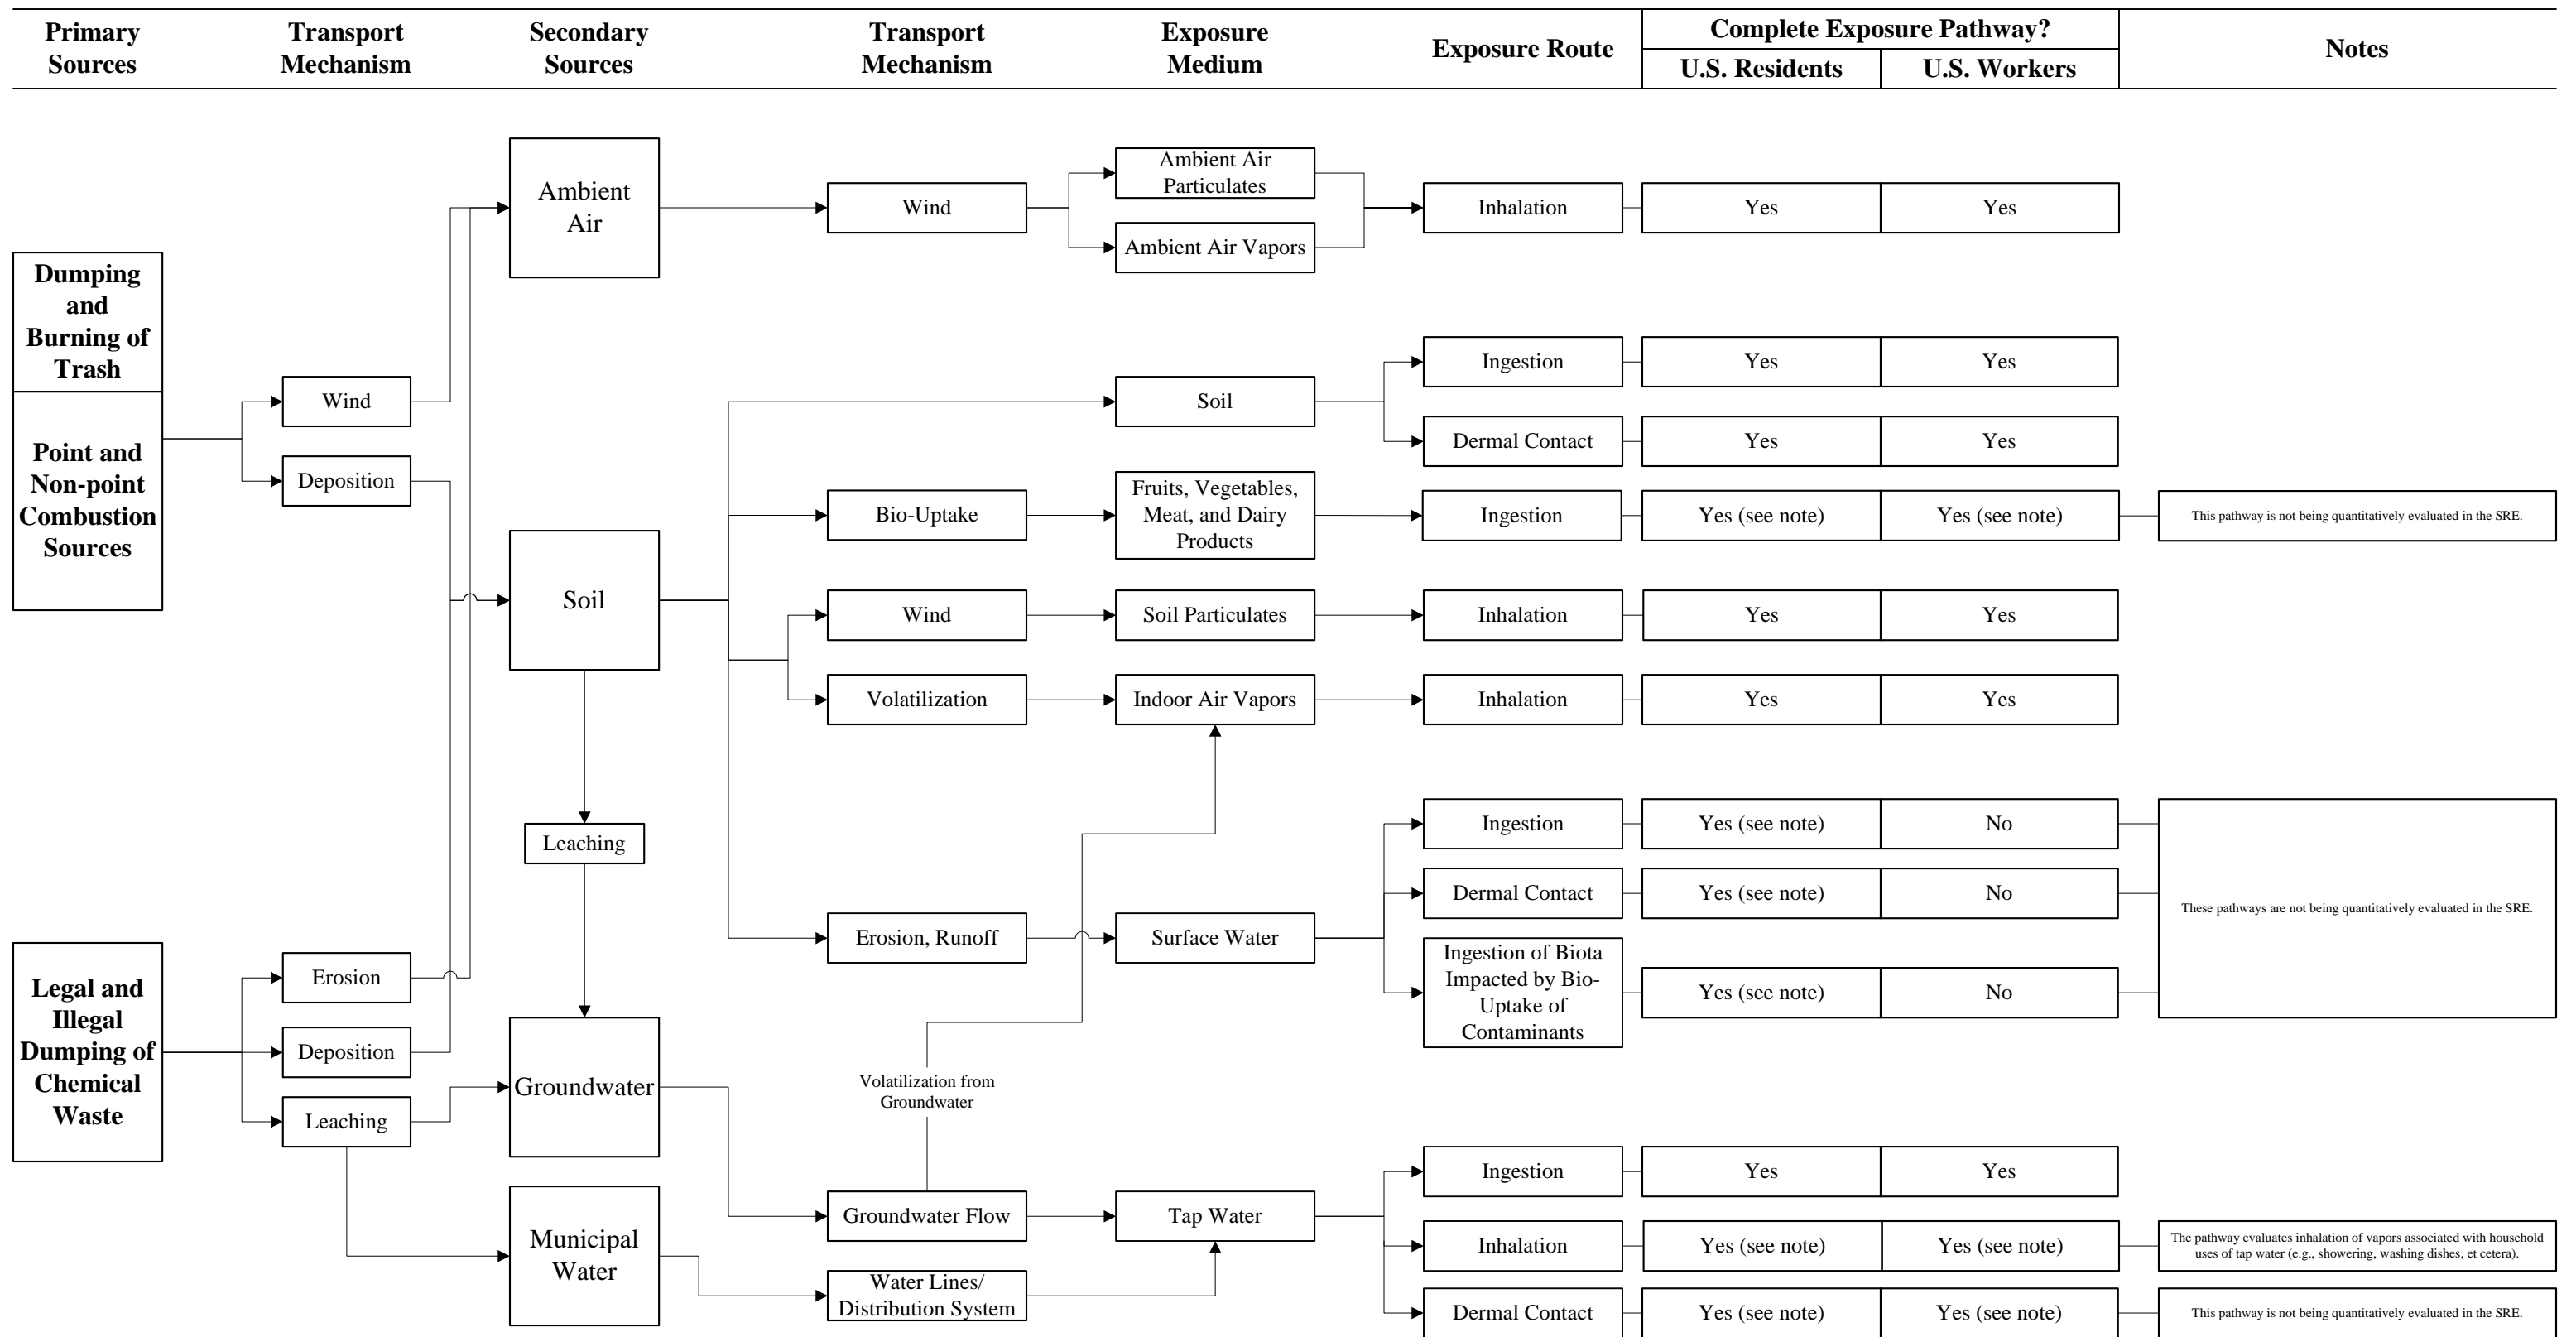 Primary
Sources
Transport
Mechanism
Secondary
Sources
Transport
Mechanism
Exposure
Medium
Exposure Route
Complete Exposure Pathway?
U.S. Residents
U.S. Workers
Notes
Ambient
Air
Wind
Ambient Air
Particulates
Ambient Air Vapors
Inhalation
Yes
Yes
Dumping
and
Burning of
Trash
Point and
Non-point
Combustion
Sources
Wind
Deposition
Soil
Soil
Ingestion
Yes
Yes
Dermal Contact
Yes
Yes
Bio-Uptake
Fruits, Vegetables,
Meat, and Dairy
Products
Ingestion
Yes (see note)
Yes (see note)
This pathway is not being quantitatively evaluated in the SRE.
Wind
Soil Particulates
Inhalation
Yes
Yes
Volatilization
Indoor Air Vapors
Inhalation
Yes
Yes
Leaching
Erosion, Runoff
Surface Water
Ingestion
Yes (see note)
No
Dermal Contact
Yes (see note)
No
Ingestion of Biota
Impacted by Bio-
Uptake of
Contaminants
Yes (see note)
No
These pathways are not being quantitatively evaluated in the SRE.
Legal and
Illegal
Dumping of
Chemical
Waste
Erosion
Deposition
Leaching
Groundwater
Volatilization from
Groundwater
Groundwater Flow
Tap Water
Municipal
Water
Water Lines/
Distribution System
Ingestion
Yes
Yes
Inhalation
Yes (see note)
Yes (see note)
The pathway evaluates inhalation of vapors associated with household
uses of tap water (e.g., showering, washing dishes, et cetera).
Dermal Contact
Yes (see note)
Yes (see note)
This pathway is not being quantitatively evaluated in the SRE.